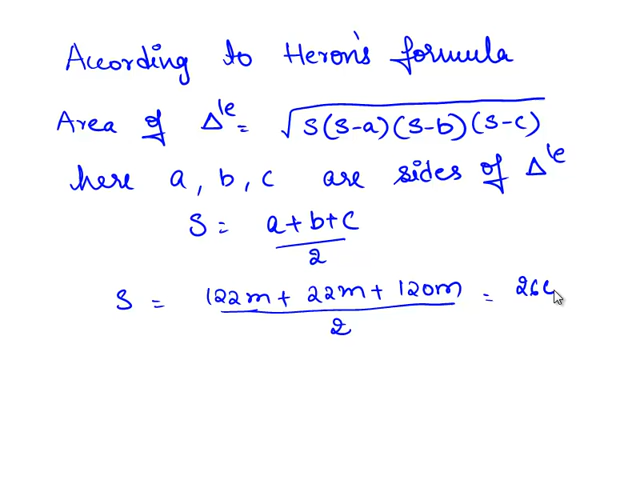 According to Heron's formula
Area of Δle = √S(S-a)(S-b)(S-c)
here a, b, c are sides of Δle
S = a+b+c / 2
S = 122m + 22m + 120m / 2 = 26